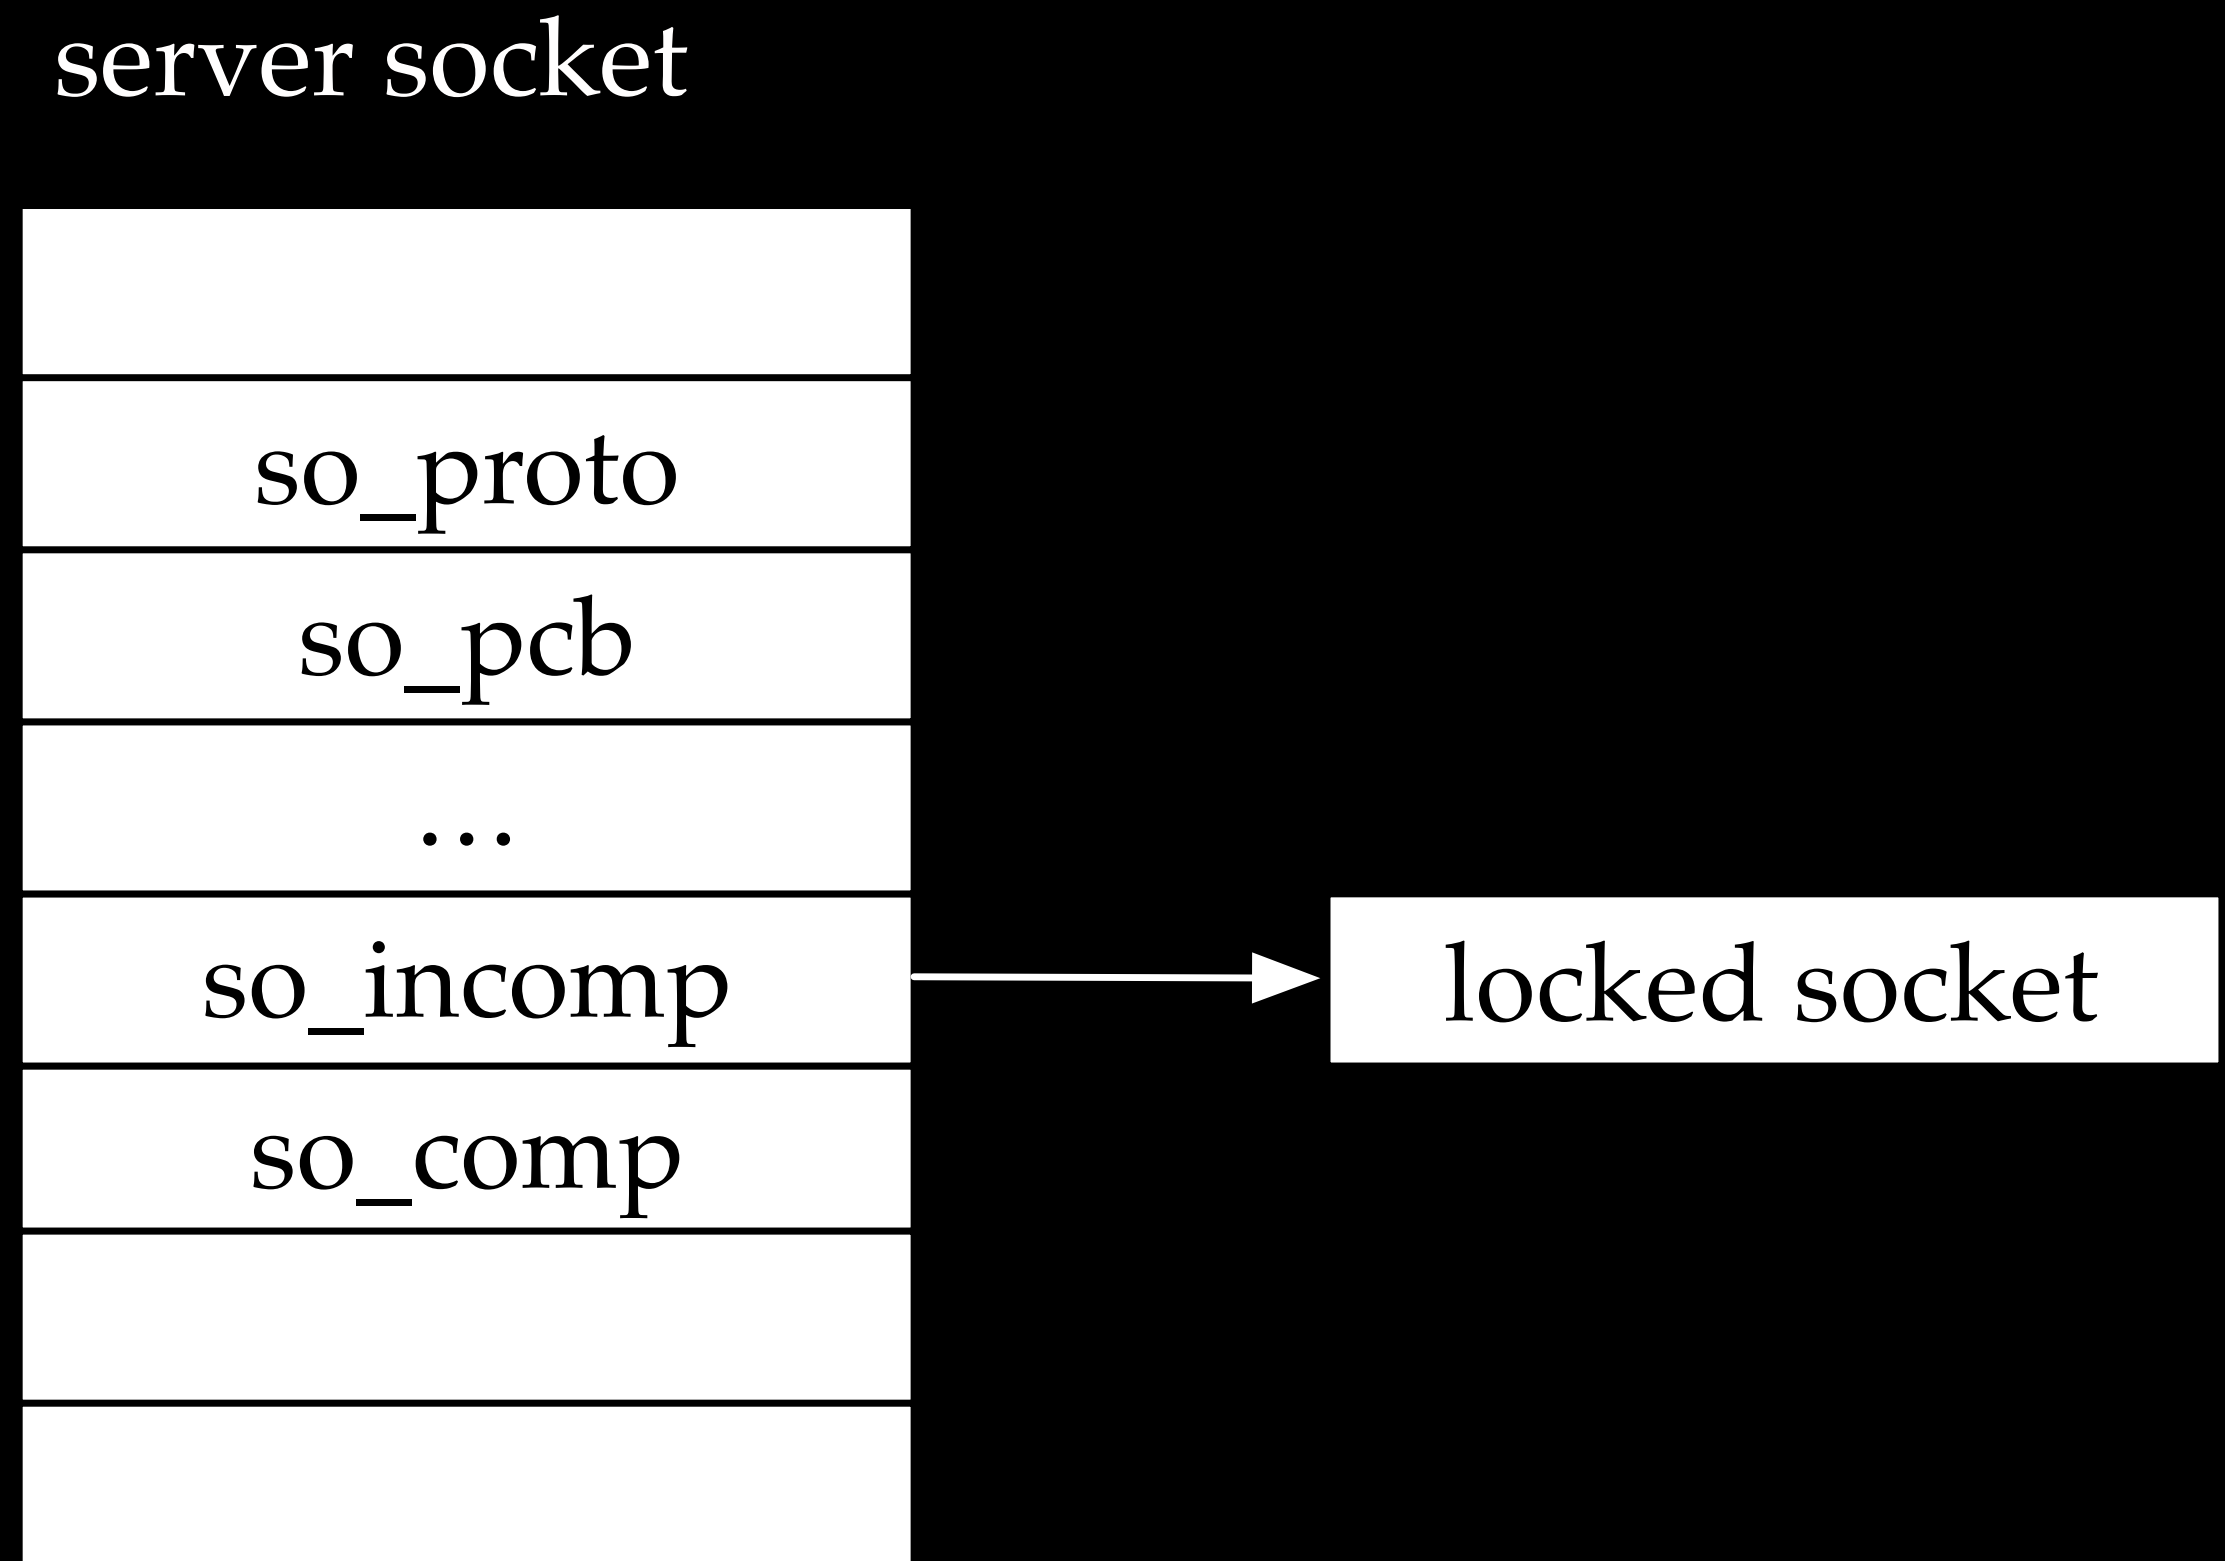 server socket
so_proto
so_pcb
...
so_incomp
locked socket
so_comp